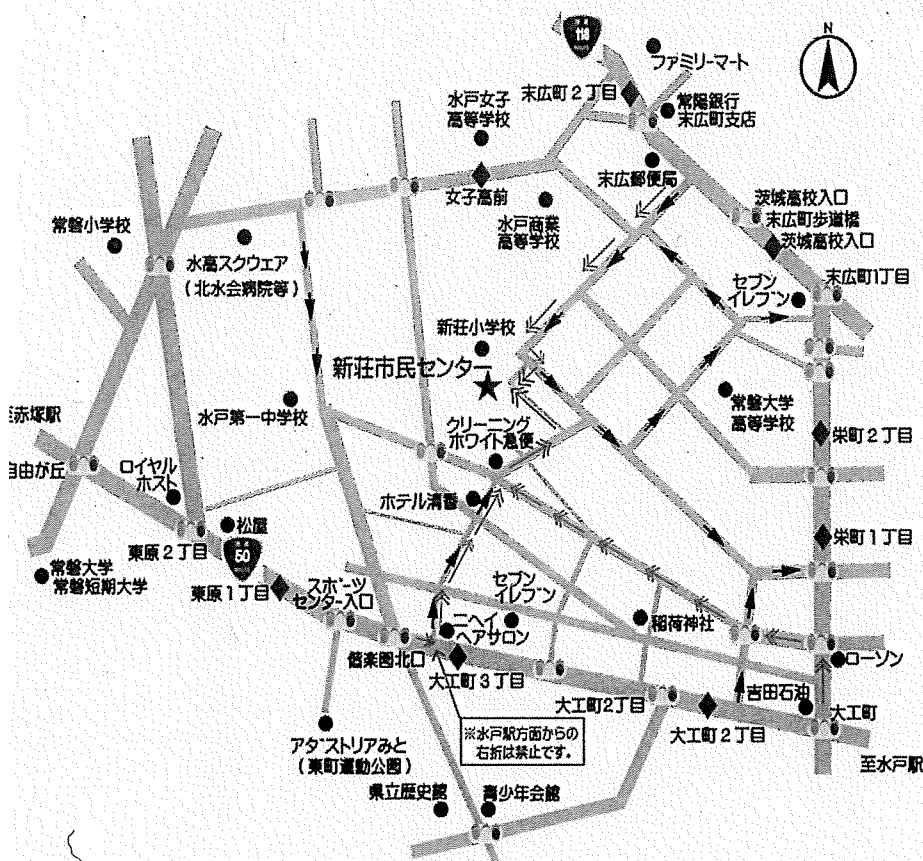 N
国道
118
ROUTE
ファミリーマート
末広町2丁目
常陽銀行
末広町支店
水戸女子
高等学校
末広郵便局
女子高前
水戸商業
高等学校
茨城高校入口
末広町歩道橋
茨城高校入口
常磐小学校
水高スクウェア
(北水会病院等)
セブン
イレブン
末広町1丁目
新荘小学校
新荘市民センター
水戸第一中学校
常磐大学
高等学校
至赤塚駅
クリーニング
ホワイト急便
栄町2丁目
自由が丘
ロイヤル
ホスト
ホテル清香
松屋
東原2丁目
国道
50
ROUTE
栄町1丁目
常磐大学
常磐短期大学
東原1丁目
スポーツ
センター入口
セブン
イレブン
ニヘイ
ヘアサロン
稲荷神社
偕楽園北口
ローソン
大工町3丁目
大工町2丁目
吉田石油
大工町
大工町2丁目
アダストリアみと
(東町運動公園)
※水戸駅方面からの
右折は禁止です。
至水戸駅
県立歴史館
青少年会館